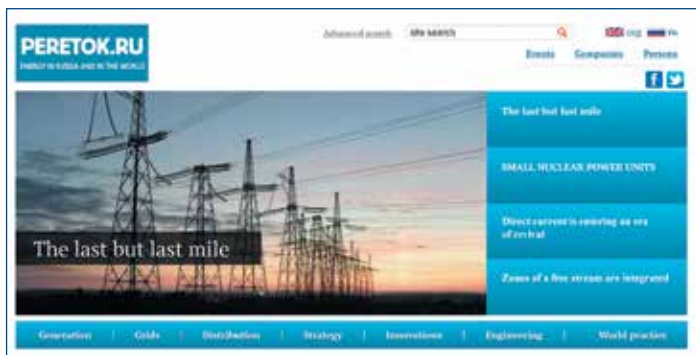 Advanced search site search eng rus
PERETOK.RU
ENERGY IN RUSSIA AND IN THE WORLD
Events Companies Persons
f
The last but last mile
SMALL NUCLEAR POWER UNITS
Direct current is entering an era
of revival
Zones of a free stream are integrated
The last but last mile
Generation | Grids | Distribution | Strategy | Innovations | Engineering | World practice